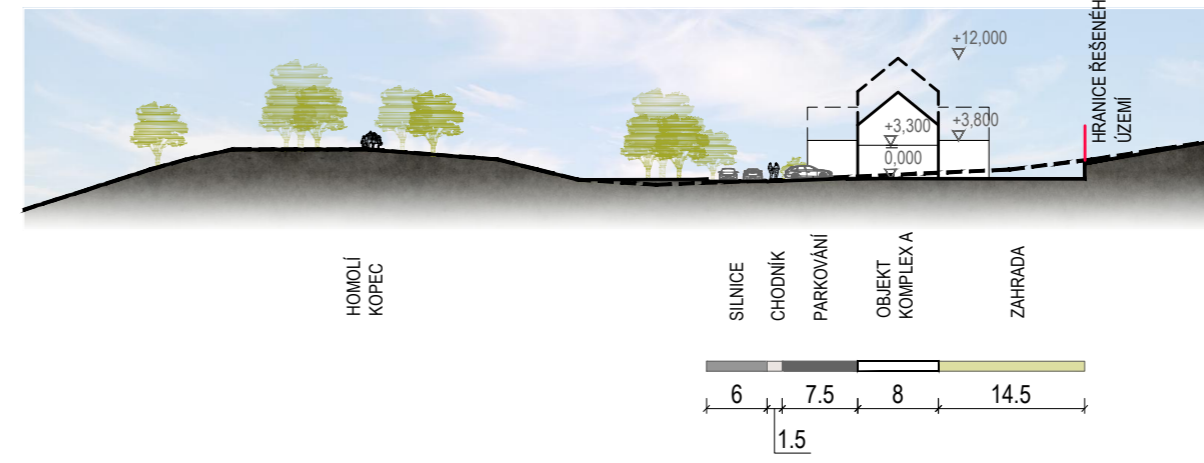 +12,000
+3,300
+3,800
0,000
HRANICE ŘEŠENÉH
ÚZEMÍ
HOMOLÍ
KOPEC
SILNICE
CHODNÍK
PARKOVÁNÍ
OBJEKT
KOMPLEX A
ZAHRADA
6
7.5
8
14.5
1.5